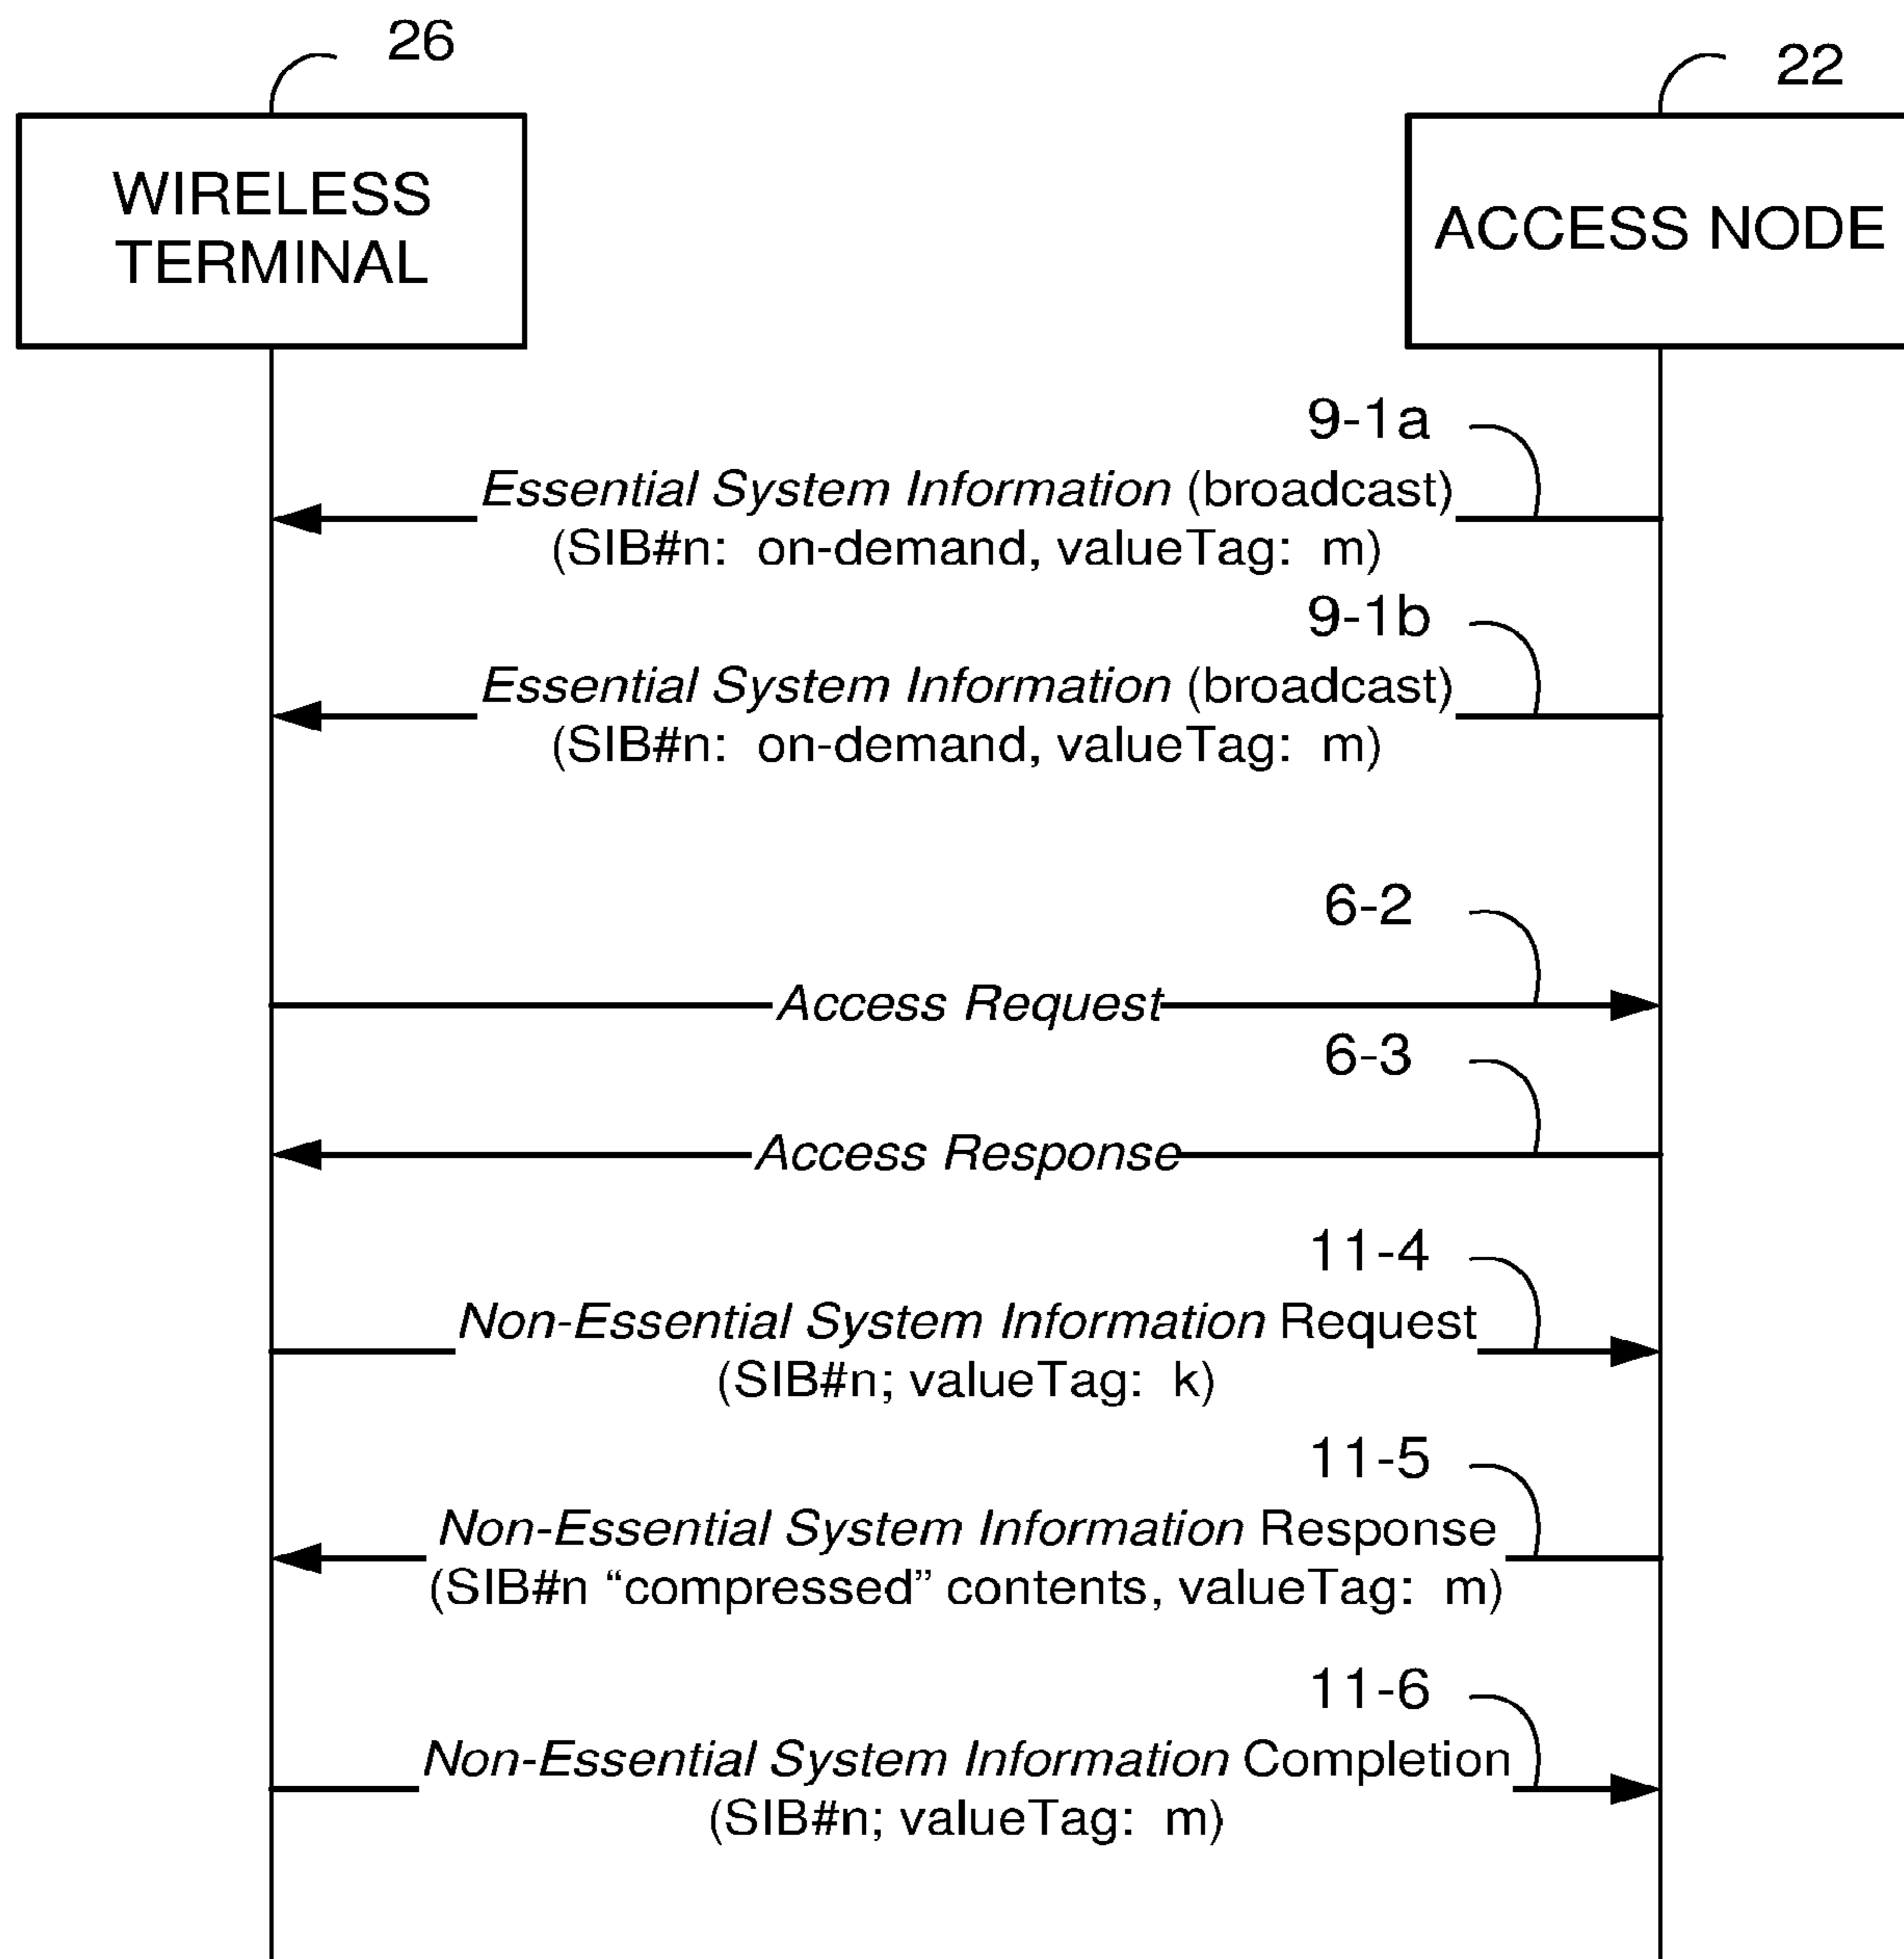 26
22
WIRELESS
TERMINAL
ACCESS NODE
9-1a
Essential System Information (broadcast)
(SIB#n: on-demand, valueTag: m)
9-1b
Essential System Information (broadcast)
(SIB#n: on-demand, valueTag: m)
6-2
Access Request
6-3
Access Response
11-4
Non-Essential System Information Request
(SIB#n; valueTag: k)
11-5
Non-Essential System Information Response
(SIB#n “compressed” contents, valueTag: m)
11-6
Non-Essential System Information Completion
(SIB#n; valueTag: m)